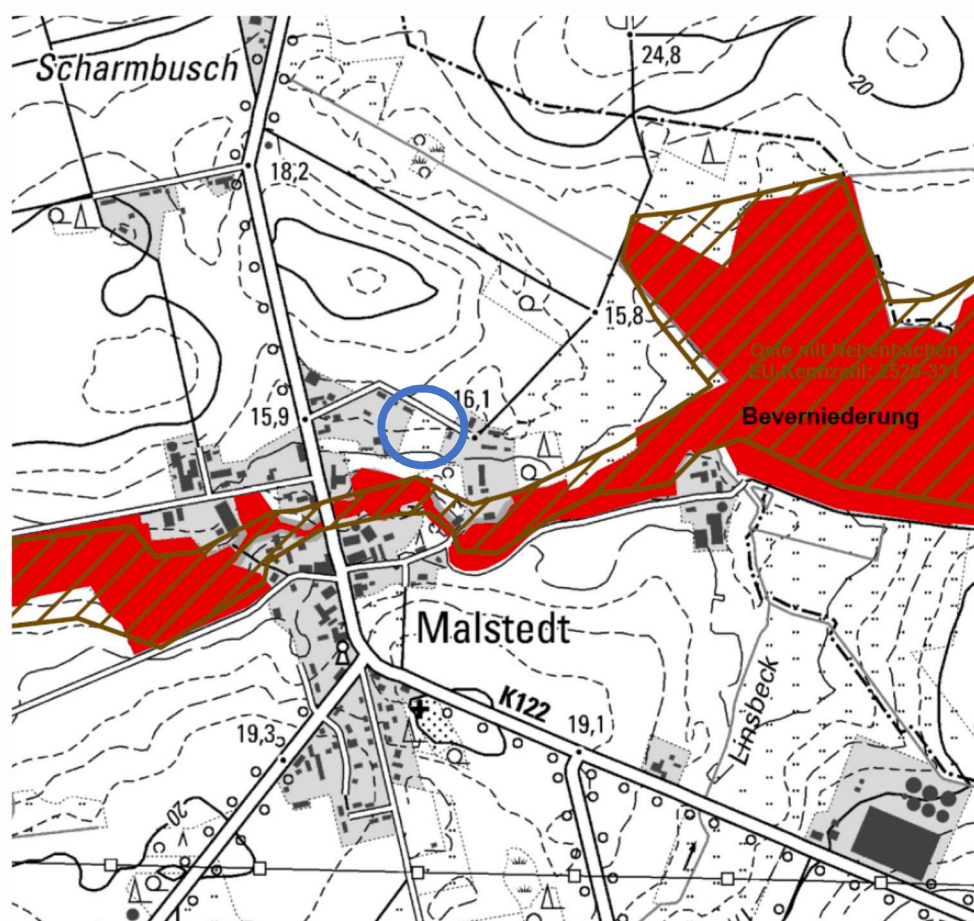 24,8
Scharmbusch
20
18,2
15,8
Oste mit Nebenbächen
EU-Kennzahl: 2520-331
16,1
15,9
Beverniederung
Malstedt
K122
Linsbeck
19,3
19,1
20